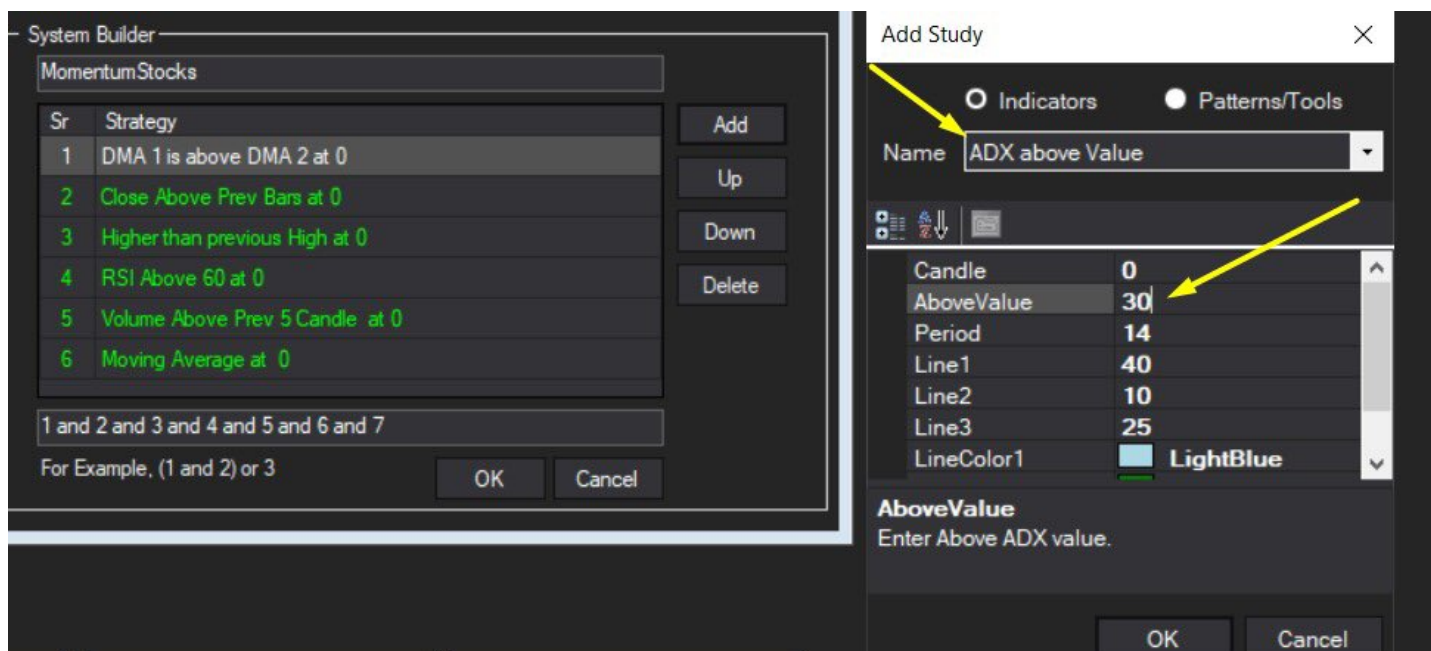 System Builder
MomentumStocks
Sr Strategy
1 DMA 1 is above DMA 2 at 0
2 Close Above Prev Bars at 0
3 Higher than previous High at 0
4 RSI Above 60 at 0
5 Volume Above Prev 5 Candle at 0
6 Moving Average at 0
Add
Up
Down
Delete
1 and 2 and 3 and 4 and 5 and 6 and 7
For Example, (1 and 2) or 3
OK Cancel
Add Study
Indicators Patterns/Tools
Name ADX above Value
Candle 0
AboveValue 30
Period 14
Line1 40
Line2 10
Line3 25
LineColor1 LightBlue
AboveValue
Enter Above ADX value.
OK Cancel